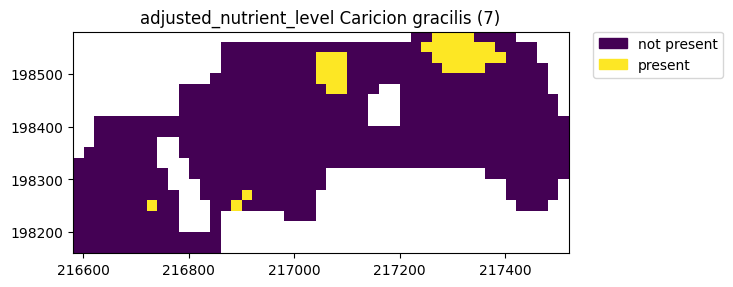 adjusted_nutrient_level Caricion gracilis (7)
not present
present
198500
198400
198300
198200
216600 216800 217000 217200 217400